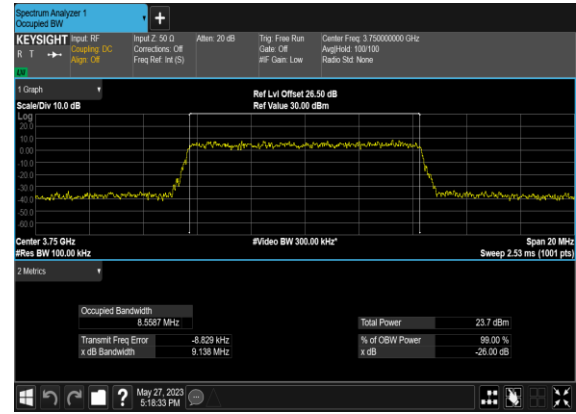 Spectrum Analyzer 1
Occupied BW
+
KEYSIGHT Input: RF Input Z: 50 Ω Atten: 20 dB Trig: Free Run Center Freq: 3.750000000 GHz
R T Coupling: DC Corrections: Off Gate: Off Avg|Hold: 100/100
Align: Off Freq Ref: Int (S) #IF Gain: Low Radio Std: None
1 Graph
Scale/Div 10.0 dB
Ref Lvl Offset 26.50 dB
Ref Value 30.00 dBm
Log
20.0
10.0
0.00
-10.0
-20.0
-30.0
-40.0
-50.0
-60.0
Center 3.75 GHz #Video BW 300.00 kHz* Span 20 MHz
#Res BW 100.00 kHz Sweep 2.53 ms (1001 pts)
2 Metrics
Occupied Bandwidth
8.5587 MHz Total Power 23.7 dBm
Transmit Freq Error -8.829 kHz % of OBW Power 99.00 %
x dB Bandwidth 9.138 MHz x dB -26.00 dB
? May 27, 2023
5:18:33 PM